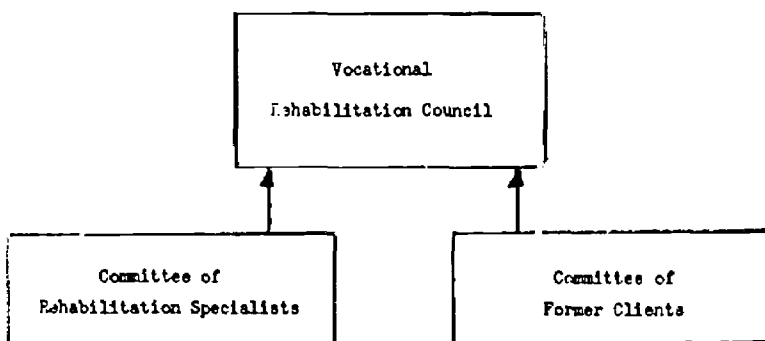 Vocational
Rehabilitation Council
Committee of
Rehabilitation Specialists
Committee of
Former Clients